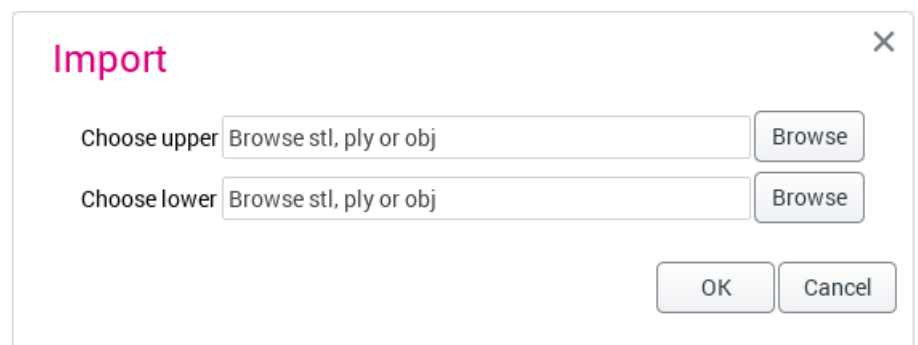 Import
Choose upper Browse stl, ply or obj Browse
Choose lower Browse stl, ply or obj Browse
OK Cancel